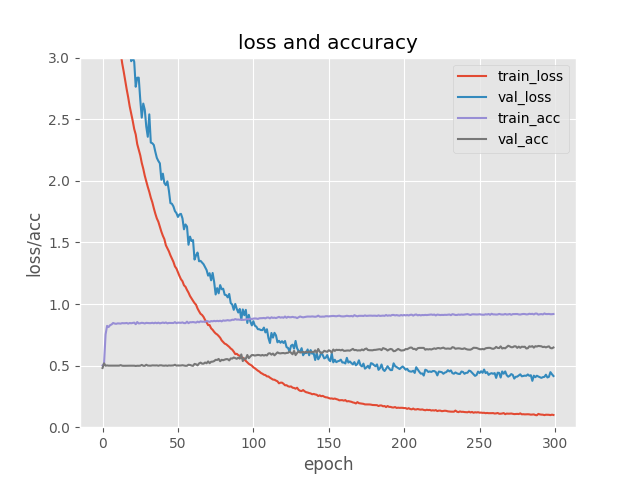 loss and accuracy
3.0
2.5
2.0
1.5
1.0
0.5
0.0
loss/acc
train_loss
val_loss
train_acc
val_acc
0 50 100 150 200 250 300
epoch